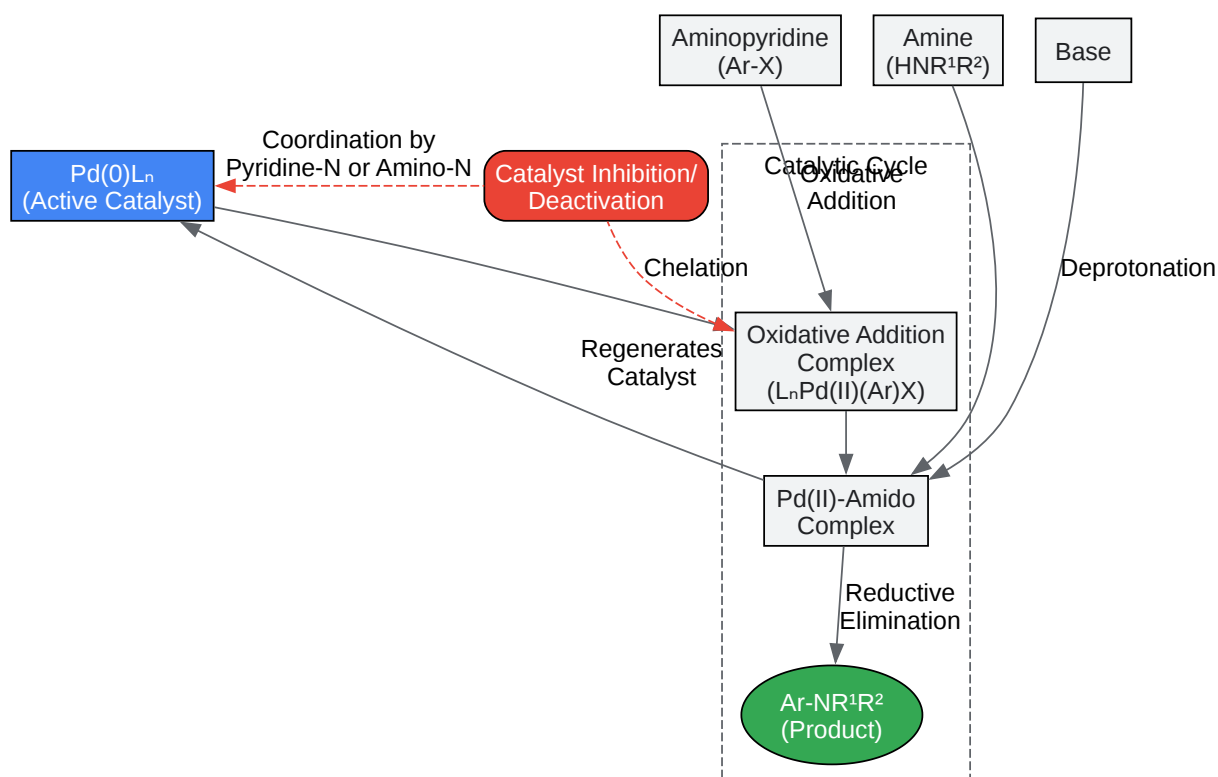 Aminopyridine
(Ar-X)
Amine
(HNR¹R²)
Base
Coordination by
Pyridine-N or Amino-N
Pd(0)Lₙ
(Active Catalyst)
Catalyst Inhibition/
Deactivation
Catalytic Cycle
Oxidative
Addition
Chelation
Deprotonation
Regenerates
Catalyst
Oxidative Addition
Complex
(LₙPd(II)(Ar)X)
Pd(II)-Amido
Complex
Reductive
Elimination
Ar-NR¹R²
(Product)